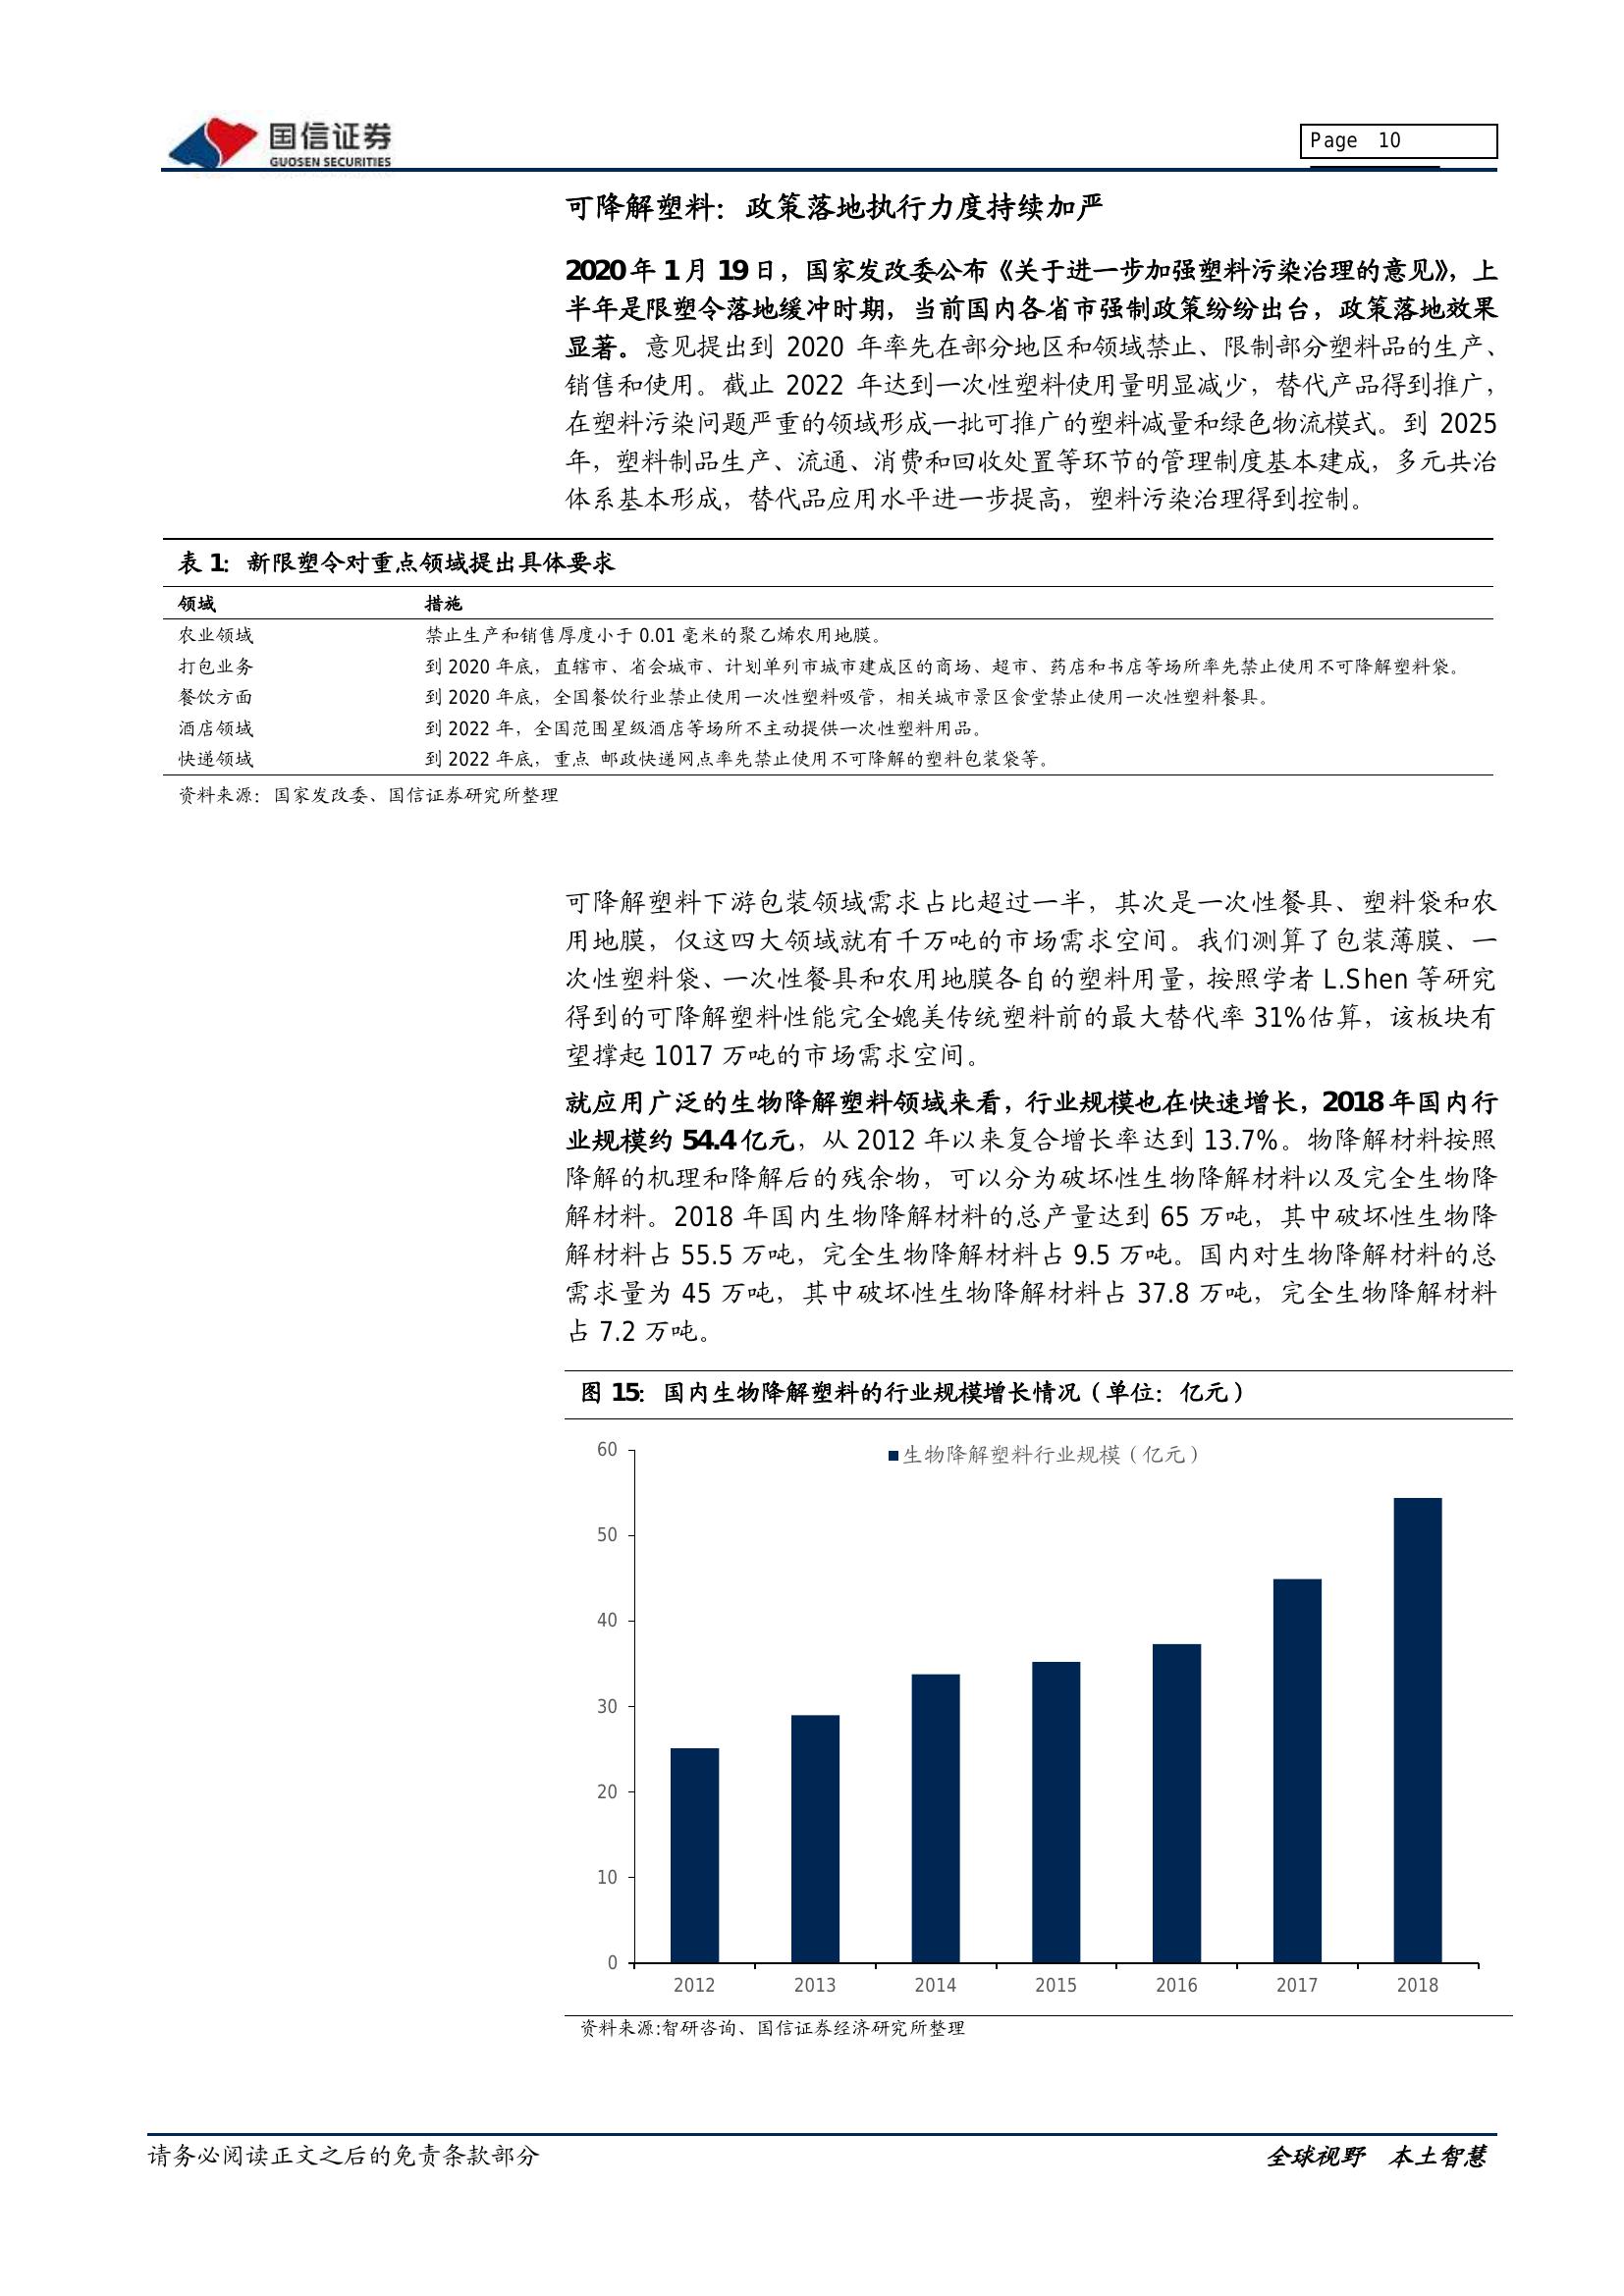 国信证券
GUOSEN SECURITIES
Page 10
可降解塑料：政策落地执行力度持续加严
2020 年 1 月 19 日，国家发改委公布《关于进一步加强塑料污染治理的意见》，上
半年是限塑令落地缓冲时期，当前国内各省市强制政策纷纷出台，政策落地效果
显著。意见提出到 2020 年率先在部分地区和领域禁止、限制部分塑料品的生产、
销售和使用。截止 2022 年达到一次性塑料使用量明显减少，替代产品得到推广，
在塑料污染问题严重的领域形成一批可推广的塑料减量和绿色物流模式。到 2025
年，塑料制品生产、流通、消费和回收处置等环节的管理制度基本建成，多元共治
体系基本形成，替代品应用水平进一步提高，塑料污染治理得到控制。
表 1：新限塑令对重点领域提出具体要求
领域 措施
农业领域 禁止生产和销售厚度小于 0.01 毫米的聚乙烯农用地膜。
打包业务 到 2020 年底，直辖市、省会城市、计划单列市城市建成区的商场、超市、药店和书店等场所率先禁止使用不可降解塑料袋。
餐饮方面 到 2020 年底，全国餐饮行业禁止使用一次性塑料吸管，相关城市景区食堂禁止使用一次性塑料餐具。
酒店领域 到 2022 年，全国范围星级酒店等场所不主动提供一次性塑料用品。
快递领域 到 2022 年底，重点 邮政快递网点率先禁止使用不可降解的塑料包装袋等。
资料来源：国家发改委、国信证券研究所整理
可降解塑料下游包装领域需求占比超过一半，其次是一次性餐具、塑料袋和农
用地膜，仅这四大领域就有千万吨的市场需求空间。我们测算了包装薄膜、一
次性塑料袋、一次性餐具和农用地膜各自的塑料用量，按照学者 L.Shen 等研究
得到的可降解塑料性能完全媲美传统塑料前的最大替代率 31%估算，该板块有
望撑起 1017 万吨的市场需求空间。
就应用广泛的生物降解塑料领域来看，行业规模也在快速增长，2018 年国内行
业规模约 54.4 亿元，从 2012 年以来复合增长率达到 13.7%。物降解材料按照
降解的机理和降解后的残余物，可以分为破坏性生物降解材料以及完全生物降
解材料。2018 年国内生物降解材料的总产量达到 65 万吨，其中破坏性生物降
解材料占 55.5 万吨，完全生物降解材料占 9.5 万吨。国内对生物降解材料的总
需求量为 45 万吨，其中破坏性生物降解材料占 37.8 万吨，完全生物降解材料
占 7.2 万吨。
图 15：国内生物降解塑料的行业规模增长情况（单位：亿元）
生物降解塑料行业规模（亿元）
60
50
40
30
20
10
0
2012 2013 2014 2015 2016 2017 2018
资料来源:智研咨询、国信证券经济研究所整理
请务必阅读正文之后的免责条款部分 全球视野 本土智慧